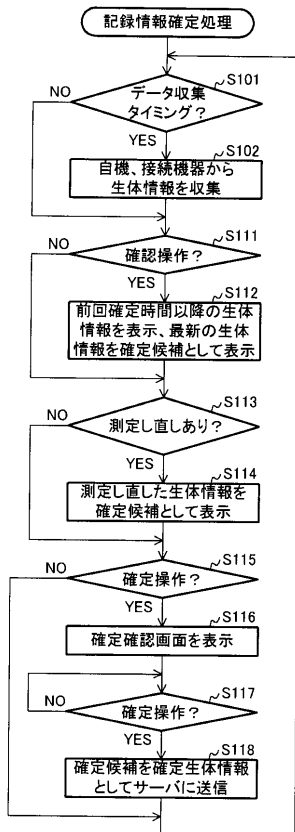 記録情報確定処理
S101
NO
データ収集
タイミング？
YES
S102
自機、接続機器から
生体情報を収集
S111
NO
確認操作？
YES
S112
前回確定時間以降の生体
情報を表示、最新の生体
情報を確定候補として表示
S113
NO
測定し直しあり？
YES
S114
測定し直した生体情報を
確定候補として表示
S115
NO
確定操作？
YES
S116
確定確認画面を表示
S117
NO
確定操作？
YES
S118
確定候補を確定生体情報
としてサーバに送信